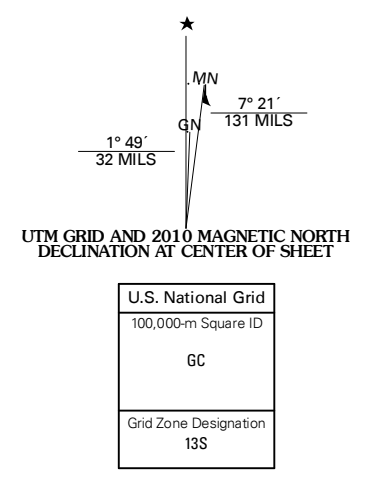 ★
MN
7° 21´
131 MILS
GN
1° 49´
32 MILS
UTM GRID AND 2010 MAGNETIC NORTH
DECLINATION AT CENTER OF SHEET
U.S. National Grid
100,000-m Square ID
GC
Grid Zone Designation
13S